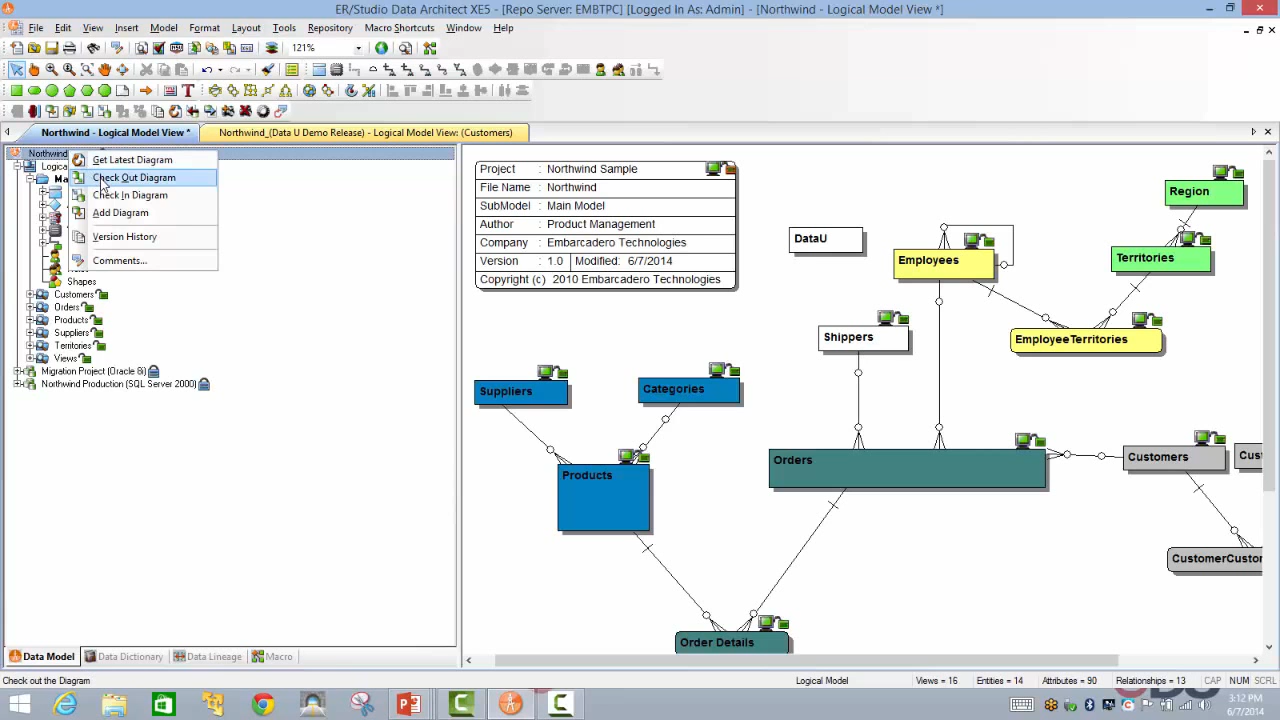 ER/Studio Data Architect XE5 - [Repo Server: EMBTPC] [Logged In As: Admin] - [Northwind - Logical Model View *]
File Edit View Insert Model Format Layout Tools Repository Macro Shortcuts Window Help
121%
Northwind - Logical Model View *
Northwind_(Data U Demo Release) - Logical Model View: (Customers)
Northwind
Logical
Get Latest Diagram
Check Out Diagram
Check In Diagram
Add Diagram
Version History
Comments...
Shapes
Customers
Orders
Products
Suppliers
Territories
Views
Migration Project (Oracle 8i)
Northwind Production (SQL Server 2000)
Project : Northwind Sample
File Name : Northwind
SubModel : Main Model
Author : Product Management
Company : Embarcadero Technologies
Version : 1.0 Modified: 6/7/2014
Copyright (c) 2010 Embarcadero Technologies
DataU
Employees
Region
Territories
Shippers
EmployeeTerritories
Suppliers
Categories
Products
Orders
Customers
Cust
CustomerCustom
Order Details
Data Model Data Dictionary Data Lineage Macro
Check out the Diagram
Logical Model
Views = 16 Entities = 14 Attributes = 90 Relationships = 13 CAP NUM SCRL
3:12 PM
6/7/2014